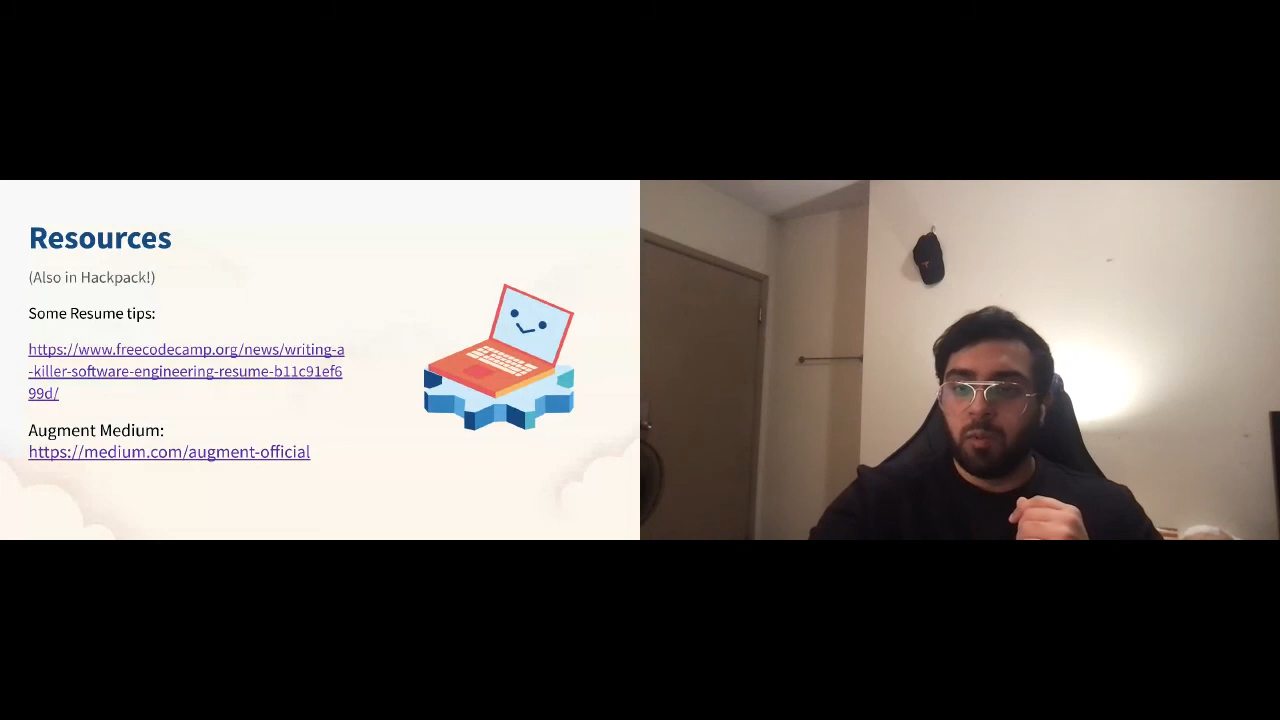 Resources
(Also in Hackpack!)
Some Resume tips:
https://www.freecodecamp.org/news/writing-a
-killer-software-engineering-resume-b11c91ef6
99d/
Augment Medium:
https://medium.com/augment-official